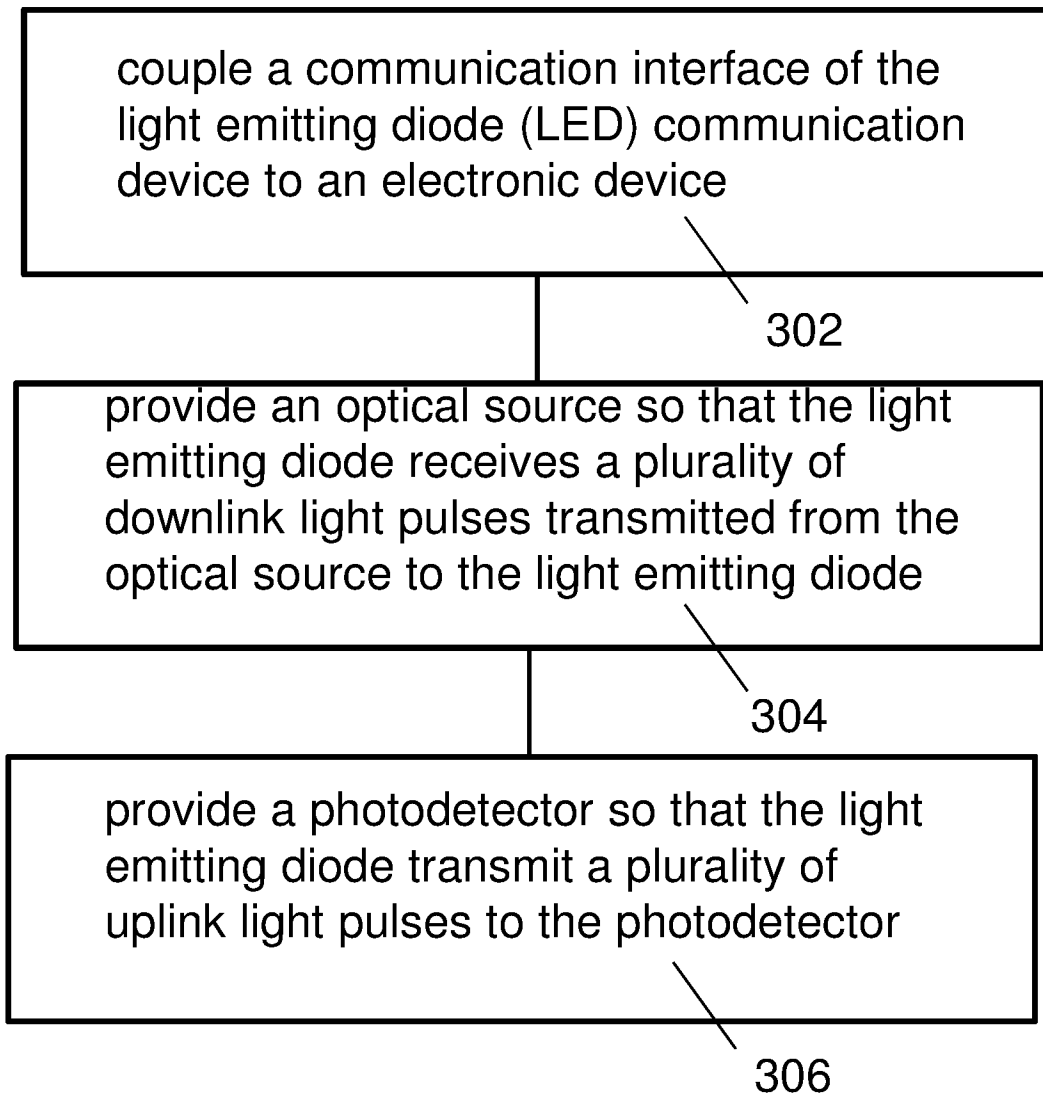 couple a communication interface of the
light emitting diode (LED) communication
device to an electronic device
302
provide an optical source so that the light
emitting diode receives a plurality of
downlink light pulses transmitted from the
optical source to the light emitting diode
304
provide a photodetector so that the light
emitting diode transmit a plurality of
uplink light pulses to the photodetector
306